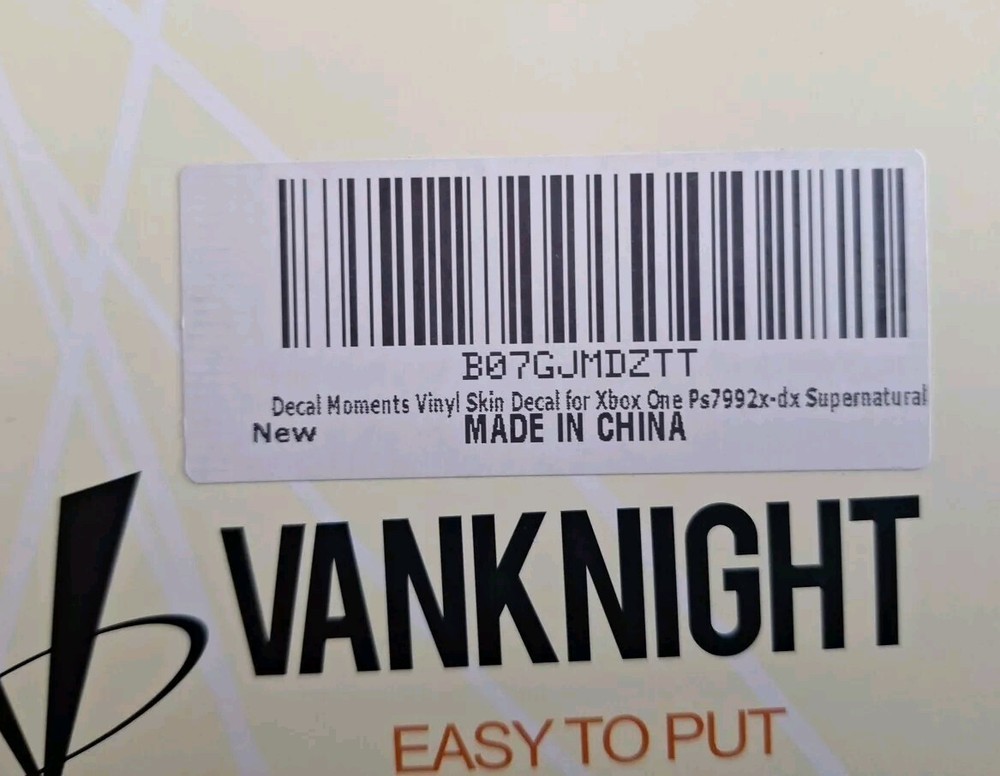 B07GJMDZTT
Decal Moments Vinyl Skin Decal for Xbox One Ps7992x-dx Supernatural
New MADE IN CHINA
VANKNIGHT
EASY TO PUT